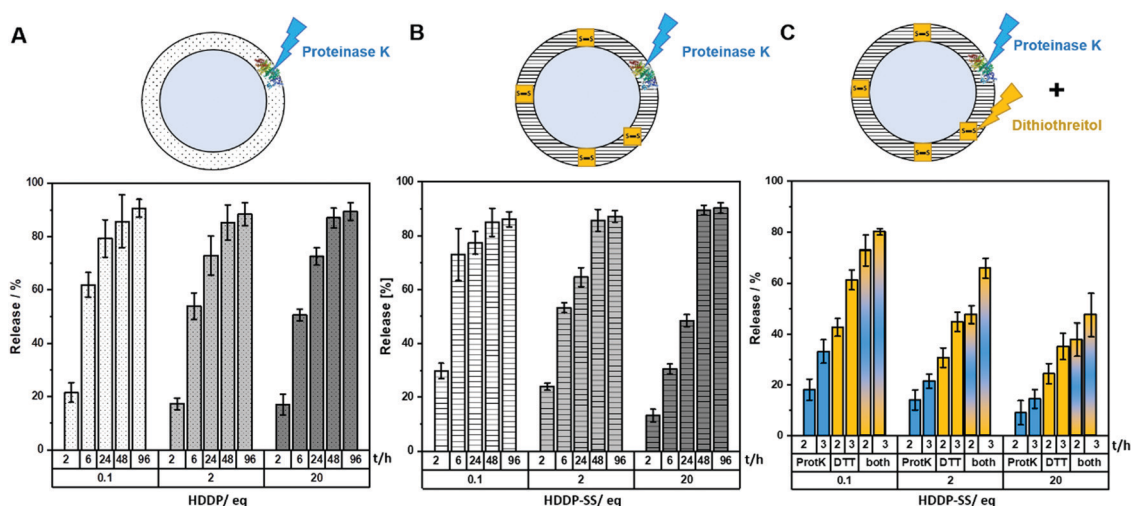 A
Proteinase K
B
S-S
Proteinase K
S-S
S-S
S-S
C
S-S
Proteinase K
S-S
+
Dithiothreitol
S-S
S-S
100
80
60
40
20
0
Release / %
2 6 24 48 96 2 6 24 48 96 2 6 24 48 96 t/h
0.1 2 20
HDDP/ eq
100
80
60
40
20
0
Release [%]
2 6 24 48 96 2 6 24 48 96 2 6 24 48 96 t/h
0.1 2 20
HDDP-SS/ eq
100
80
60
40
20
0
Release / %
2 3 2 3 2 3 2 3 2 3 2 3 2 3 2 3 2 3 t/h
ProtK DTT both ProtK DTT both ProtK DTT both
0.1 2 20
HDDP-SS/ eq